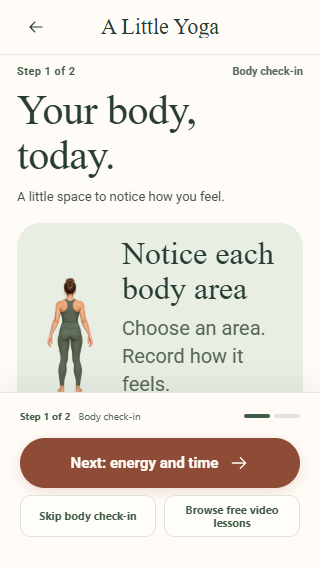 A Little Yoga
Step 1 of 2
Body check-in
Your body,
today.
A little space to notice how you feel.
Notice each
body area
Choose an area.
Record how it
feels.
Step 1 of 2
Body check-in
Next: energy and time
Skip body check-in
Browse free video
lessons